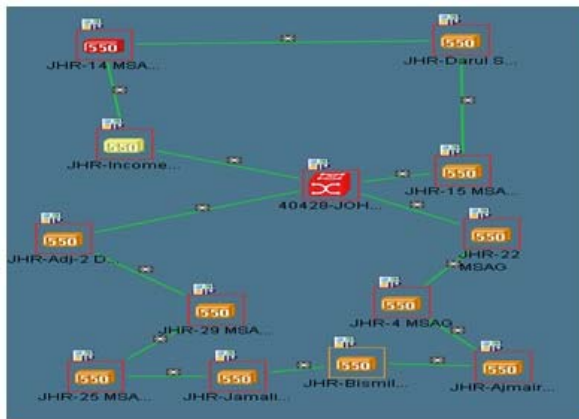 550
550
JHR-14 MSA...
JHR-Darul S...
550
JHR-Income...
550
JHR-15 MSA...
40428-JOH...
550
JHR-22
MSAG
550
JHR-Adj-2 D...
550
JHR-4 MSAG
550
JHR-29 MSA...
550
JHR-25 MSA...
550
JHR-Jamali...
550
JHR-Bismil...
550
JHR-Ajmair...